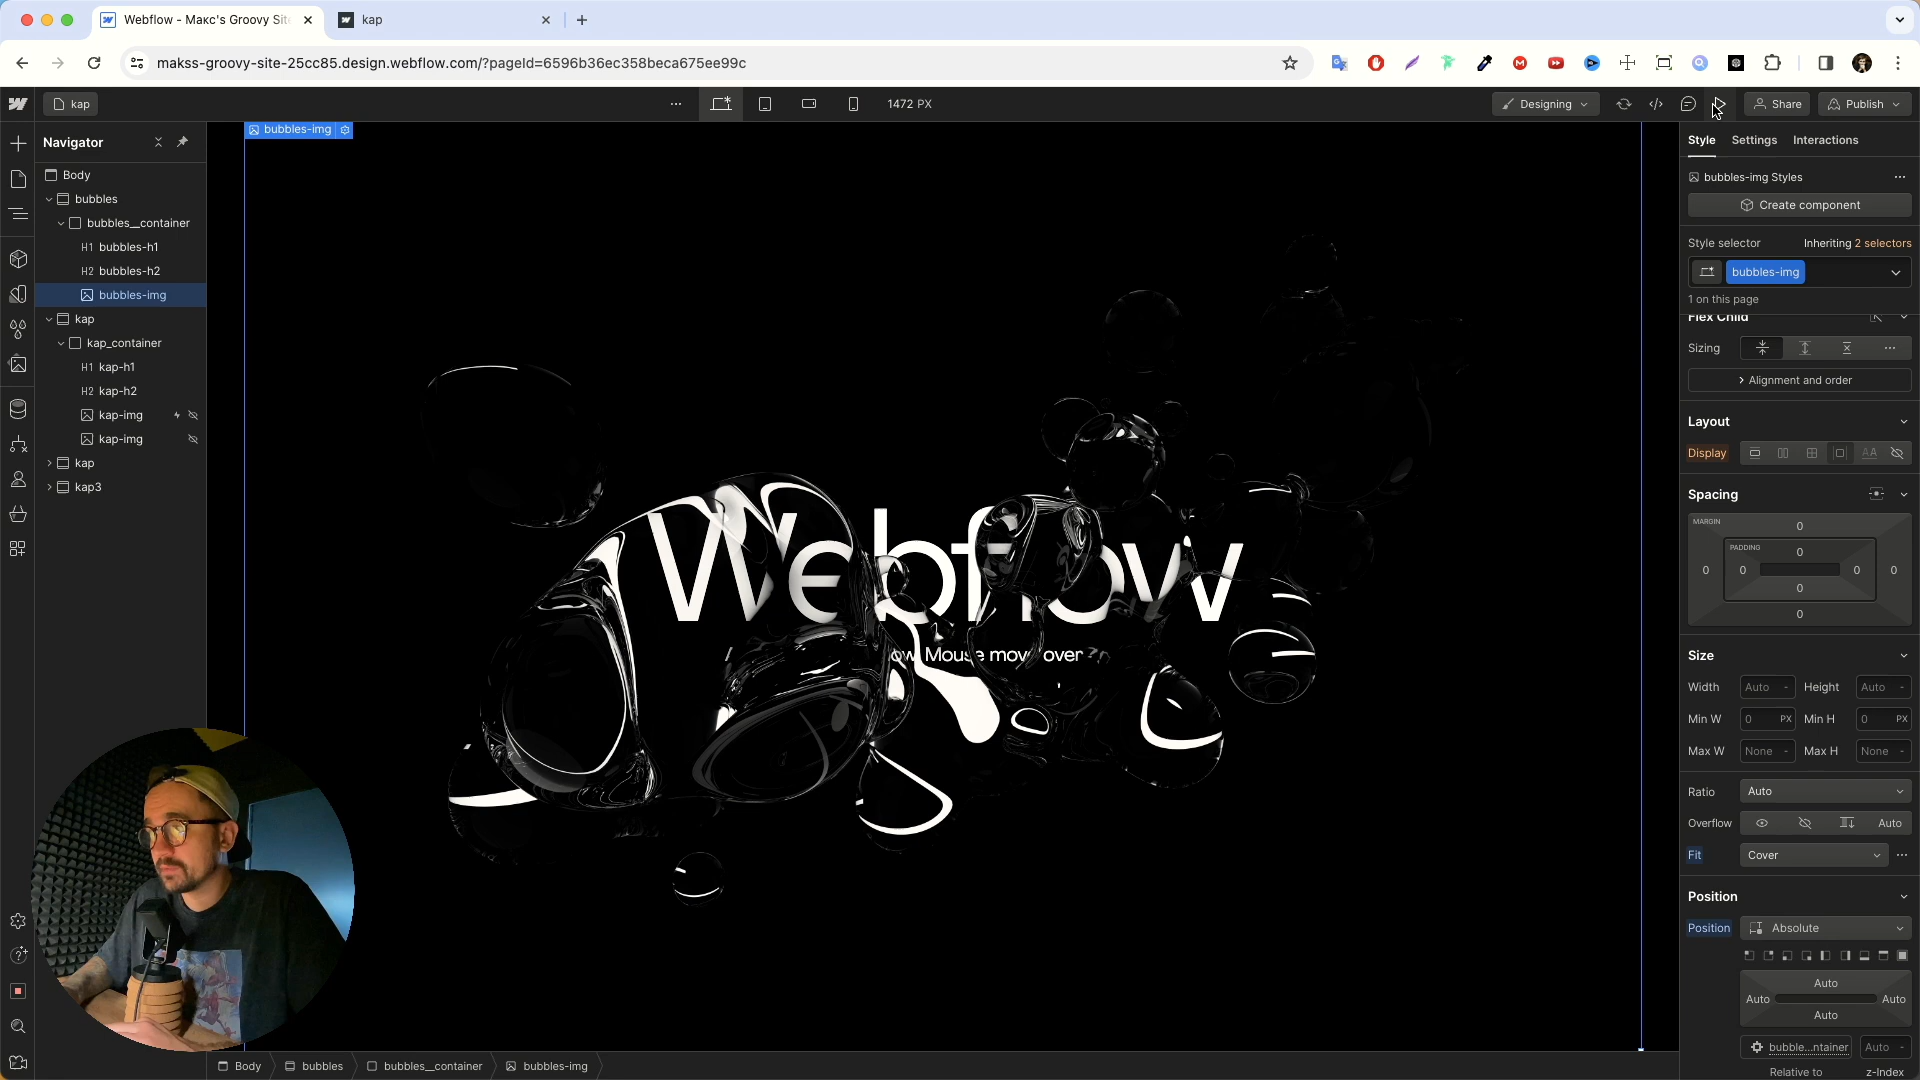 Webflow - Макс's Groovy Sit
kap
makss-groovy-site-25cc85.design.webflow.com/?pageId=6596b36ec358beca675ee99c
kap
1472 PX
Designing
Share
Publish
Navigator
Body
bubbles
bubbles__container
H1 bubbles-h1
H2 bubbles-h2
bubbles-img
kap
kap_container
H1 kap-h1
H2 kap-h2
kap-img
kap-img
kap
kap3
bubbles-img
Webflow
Mouse move over
Style
Settings
Interactions
bubbles-img Styles
Create component
Style selector
Inheriting 2 selectors
bubbles-img
1 on this page
Flex Child
Sizing
Alignment and order
Layout
Display
AA
Spacing
MARGIN
0
PADDING
0
0 0 0 0
0
0
Size
Width Auto - Height Auto -
Min W 0 PX Min H 0 PX
Max W None - Max H None -
Ratio Auto
Overflow Auto
Fit Cover
Position
Position Absolute
Auto
Auto Auto
Auto
bubble...ntainer Auto -
Relative to z-Index
Body
bubbles
bubbles__container
bubbles-img